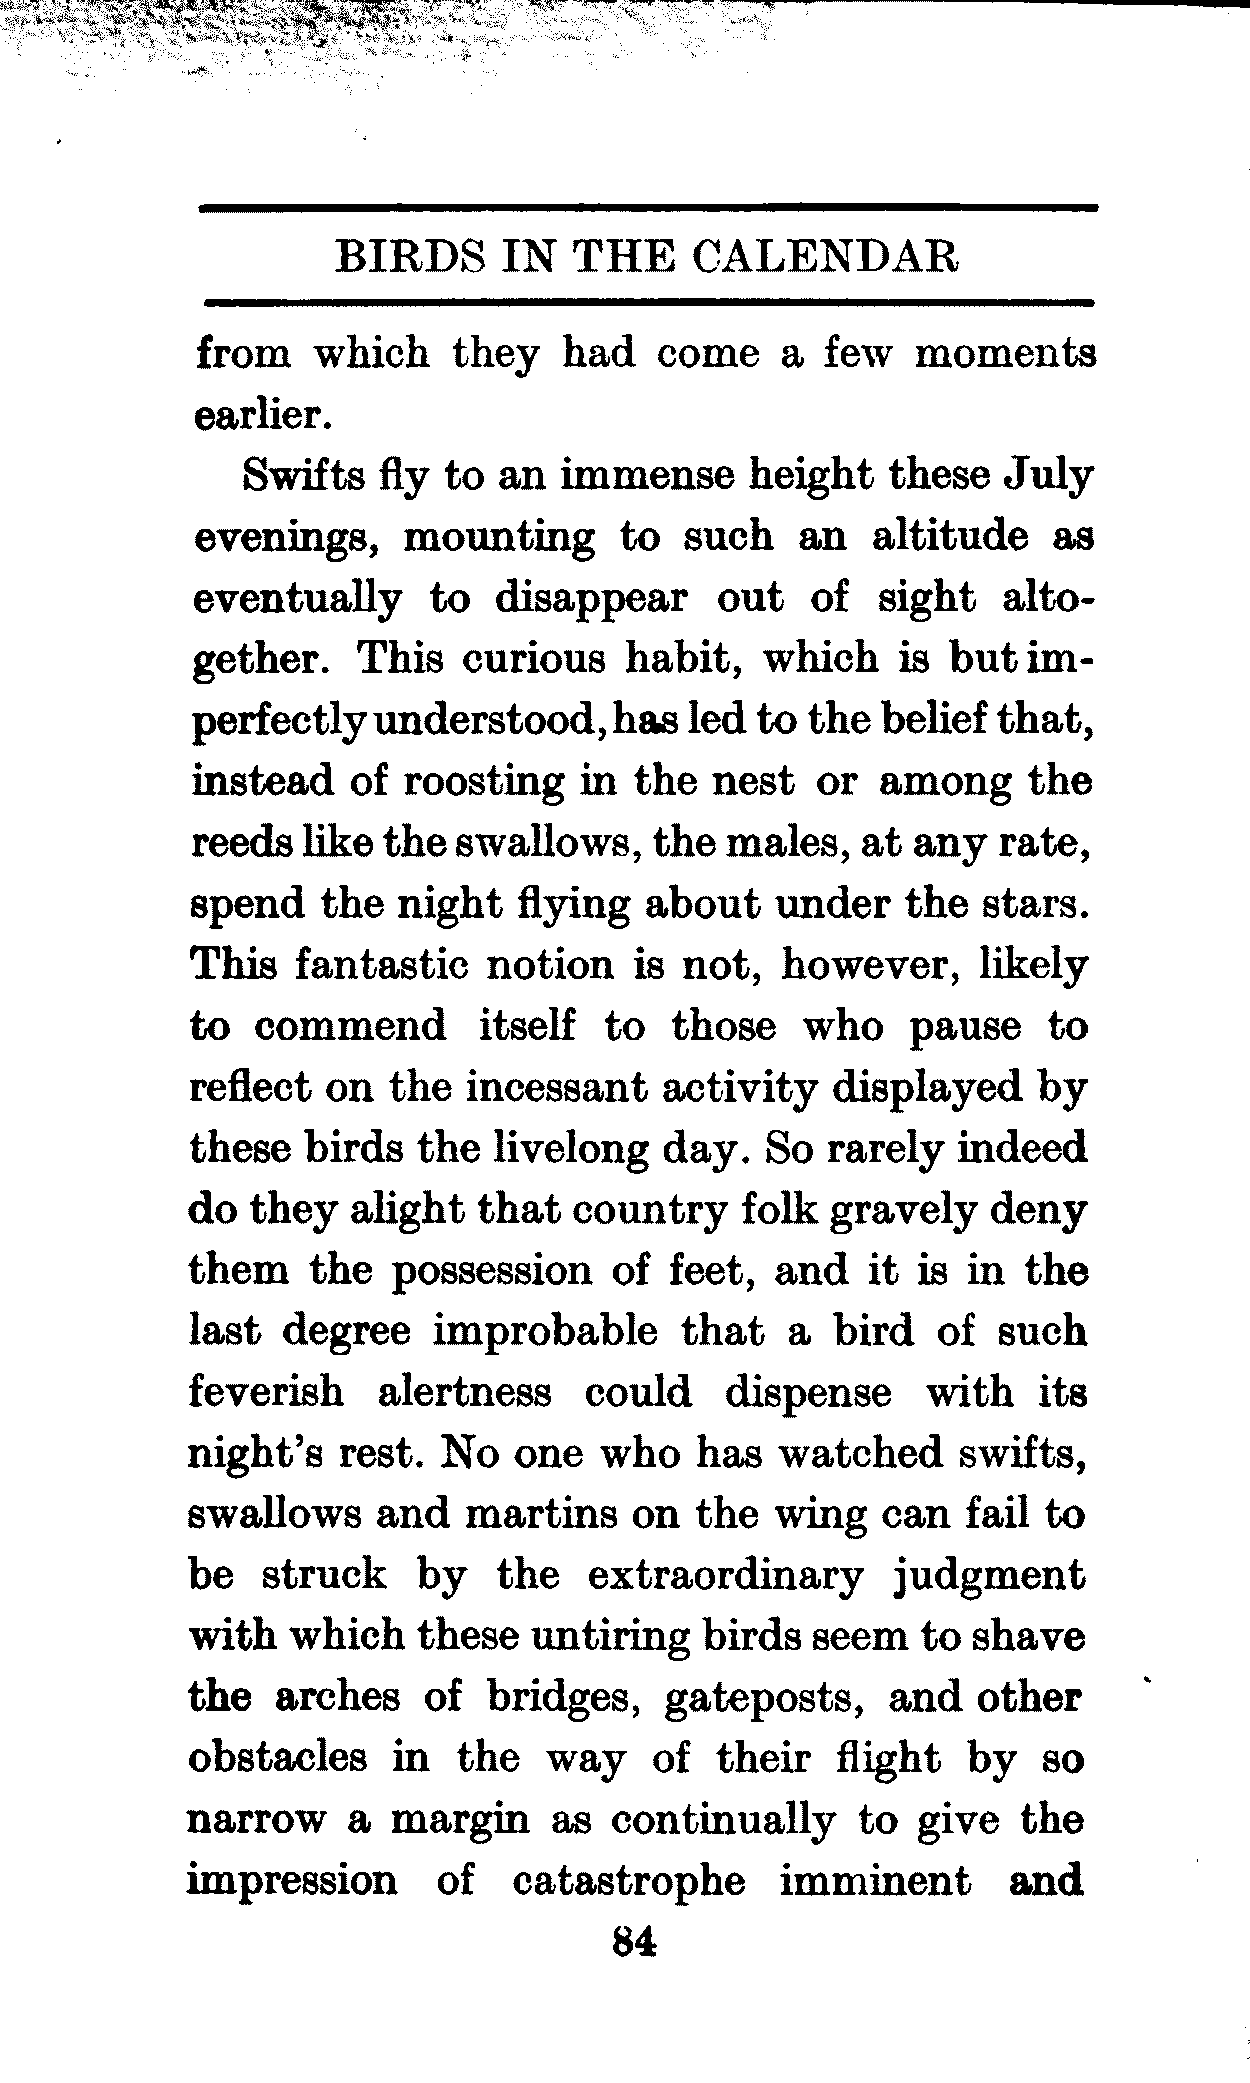 BIRDS IN THE CALENDAR
from which they had come a few moments
earlier.
Swifts fly to an immense height these July
evenings, mounting to such an altitude as
eventually to disappear out of sight alto-
gether. This curious habit, which is but im-
perfectly understood, has led to the belief that,
instead of roosting in the nest or among the
reeds like the swallows, the males, at any rate,
spend the night flying about under the stars.
This fantastic notion is not, however, likely
to commend itself to those who pause to
reflect on the incessant activity displayed by
these birds the livelong day. So rarely indeed
do they alight that country folk gravely deny
them the possession of feet, and it is in the
last degree improbable that a bird of such
feverish alertness could dispense with its
night's rest. No one who has watched swifts,
swallows and martins on the wing can fail to
be struck by the extraordinary judgment
with which these untiring birds seem to shave
the arches of bridges, gateposts, and other
obstacles in the way of their flight by so
narrow a margin as continually to give the
impression of catastrophe imminent and
84